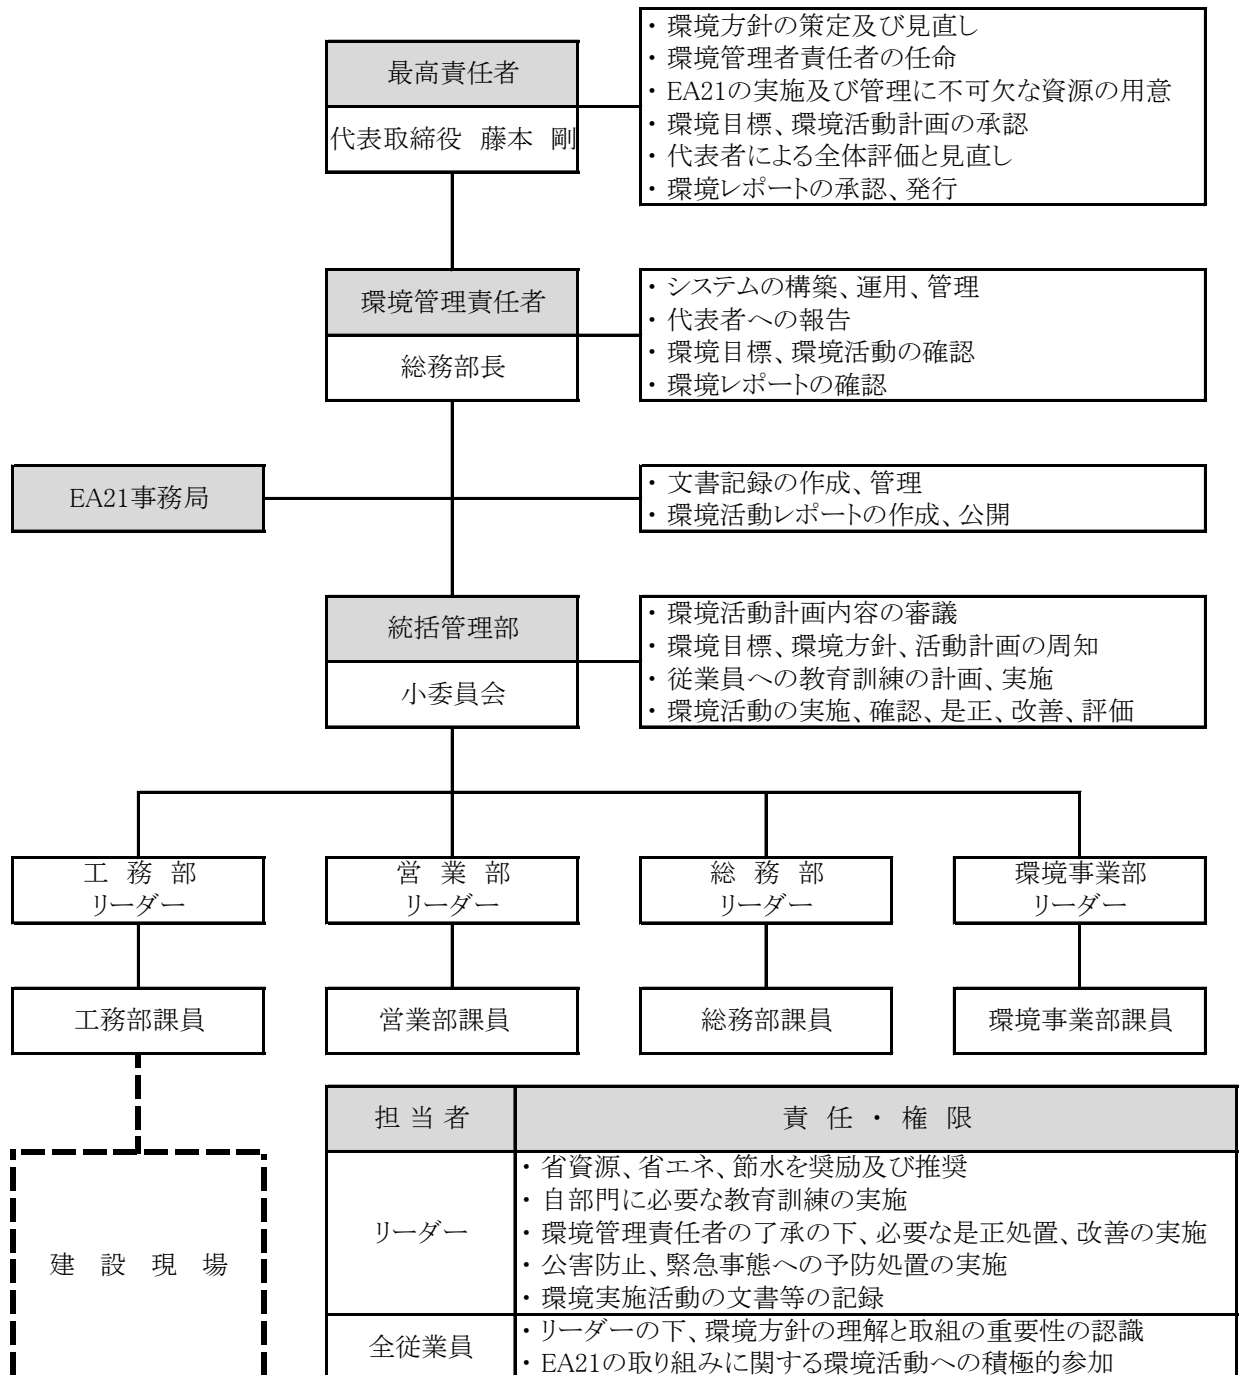 最高責任者
代表取締役 藤本 剛
・ 環境方針の策定及び見直し
・ 環境管理者責任者の任命
・ EA21の実施及び管理に不可欠な資源の用意
・ 環境目標、環境活動計画の承認
・ 代表者による全体評価と見直し
・ 環境レポートの承認、発行
環境管理責任者
総務部長
・ システムの構築、運用、管理
・ 代表者への報告
・ 環境目標、環境活動の確認
・ 環境レポートの確認
EA21事務局
・ 文書記録の作成、管理
・ 環境活動レポートの作成、公開
統括管理部
小委員会
・ 環境活動計画内容の審議
・ 環境目標、環境方針、活動計画の周知
・ 従業員への教育訓練の計画、実施
・ 環境活動の実施、確認、是正、改善、評価
工 務 部
リーダー
営 業 部
リーダー
総 務 部
リーダー
環境事業部
リーダー
工務部課員
営業部課員
総務部課員
環境事業部課員
建 設 現 場
担 当 者
責 任 ・ 権 限
リーダー
・ 省資源、省エネ、節水を奨励及び推奨
・ 自部門に必要な教育訓練の実施
・ 環境管理責任者の了承の下、必要な是正処置、改善の実施
・ 公害防止、緊急事態への予防処置の実施
・ 環境実施活動の文書等の記録
全従業員
・ リーダーの下、環境方針の理解と取組の重要性の認識
・ EA21の取り組みに関する環境活動への積極的参加